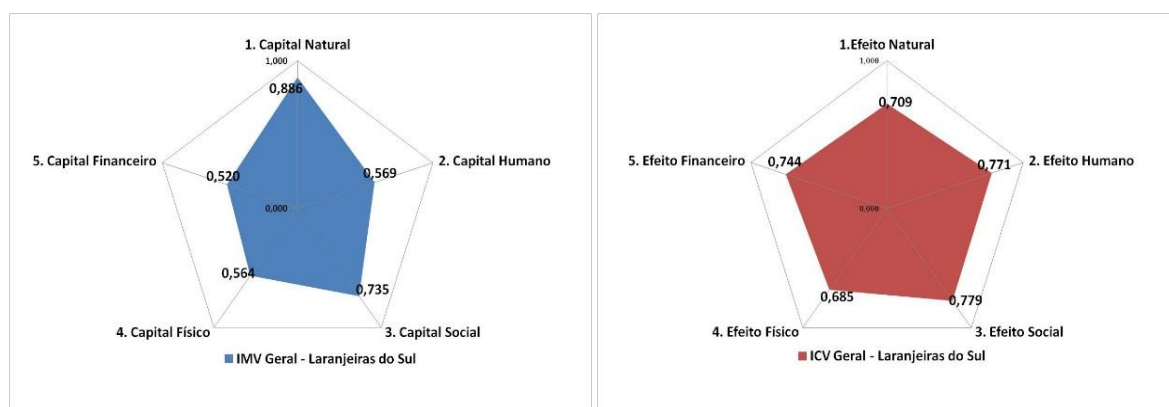 1. Capital Natural
1,000
0,886
5. Capital Financeiro
2. Capital Humano
0,520
0,569
0,000
0,564
0,735
4. Capital Físico
3. Capital Social
IMV Geral - Laranjeiras do Sul
1.Efeito Natural
1,000
0,709
5. Efeito Financeiro
2. Efeito Humano
0,744
0,771
0,000
0,685
0,779
4. Efeito Físico
3. Efeito Social
ICV Geral - Laranjeiras do Sul